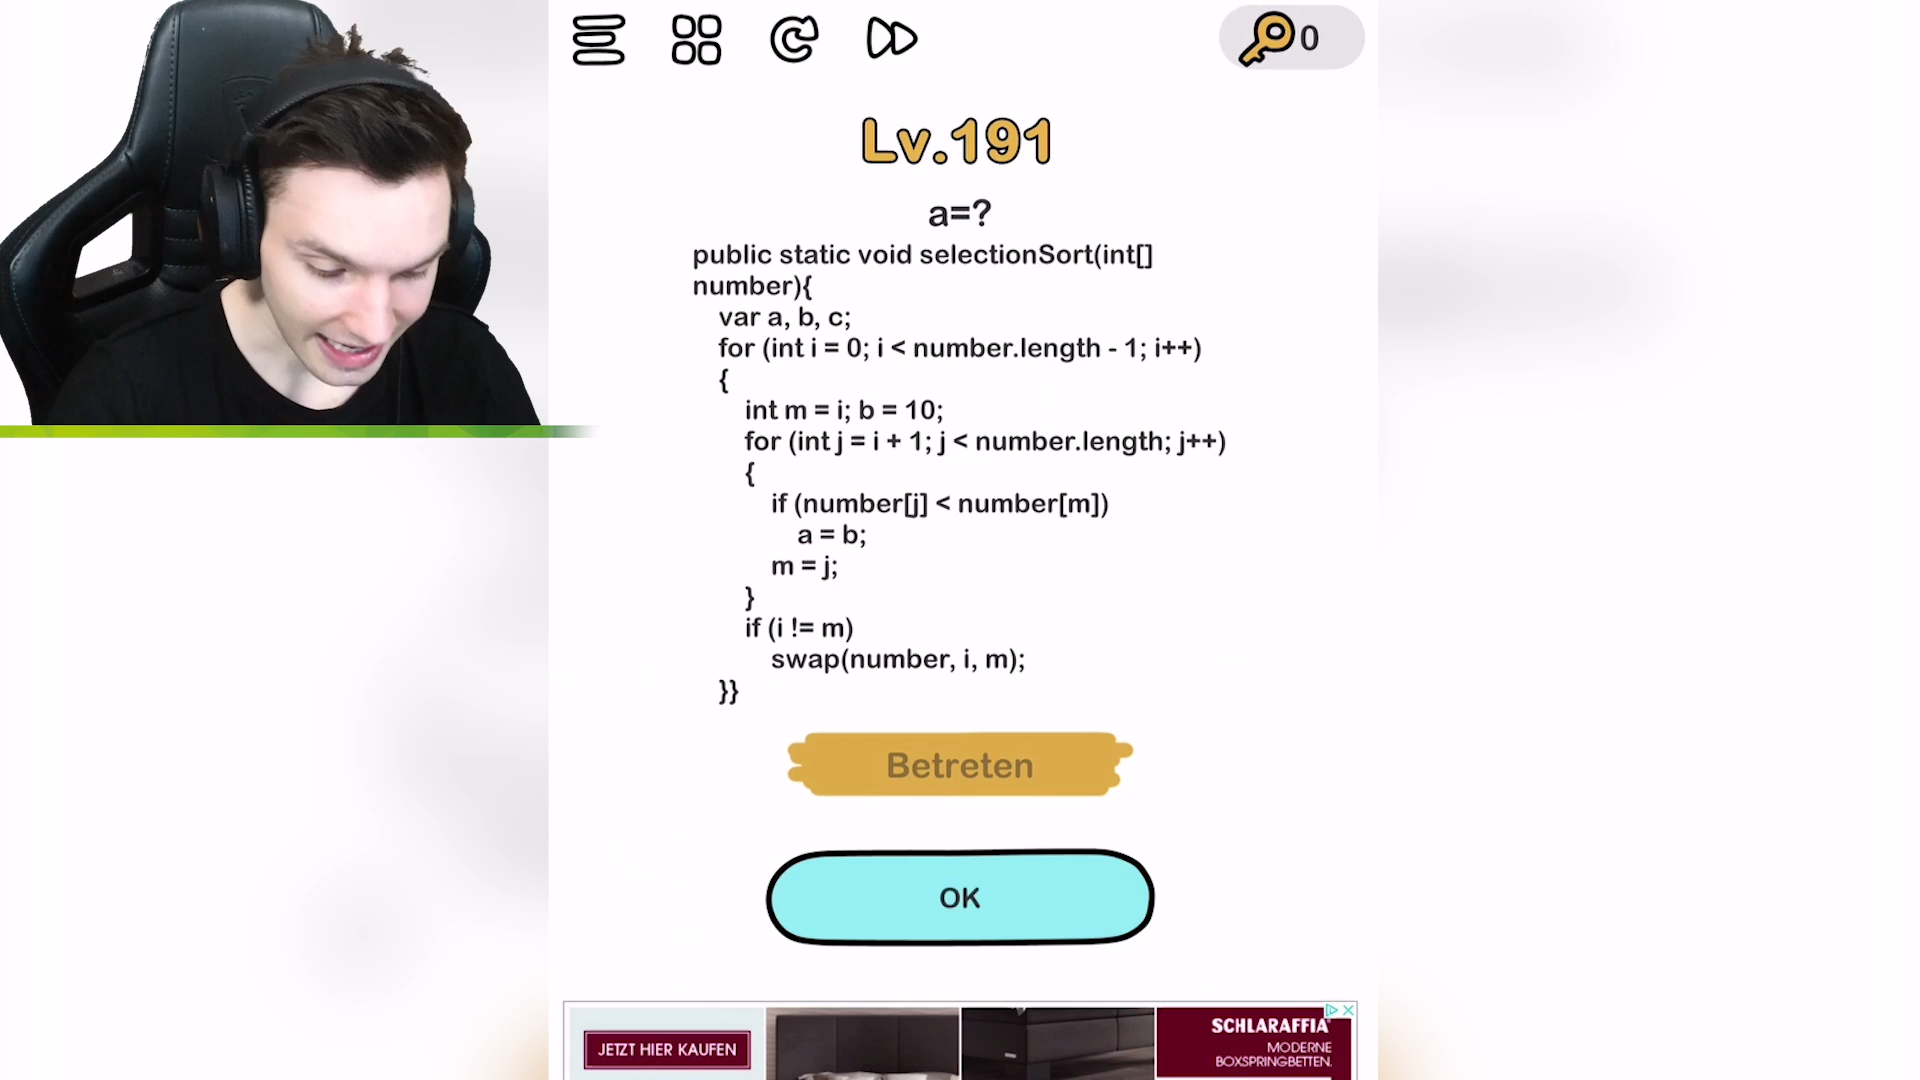 0
Lv.191
a=?
public static void selectionSort(int[]
number){
var a, b, c;
for (int i = 0; i < number.length - 1; i++)
{
int m = i; b = 10;
for (int j = i + 1; j < number.length; j++)
{
if (number[j] < number[m])
a = b;
m = j;
}
if (i != m)
swap(number, i, m);
}}
Betreten
OK
JETZT HIER KAUFEN
SCHLARAFFIA
MODERNE
BOXSPRINGBETTEN.